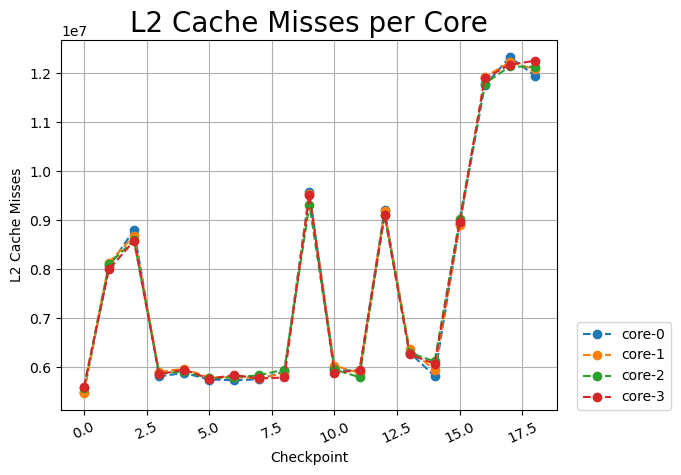 L2 Cache Misses per Core
1e7
1.2
1.1
1.0
0.9
0.8
0.7
0.6
L2 Cache Misses
0.0
2.5
5.0
7.5
10.0
12.5
15.0
17.5
Checkpoint
core-0
core-1
core-2
core-3